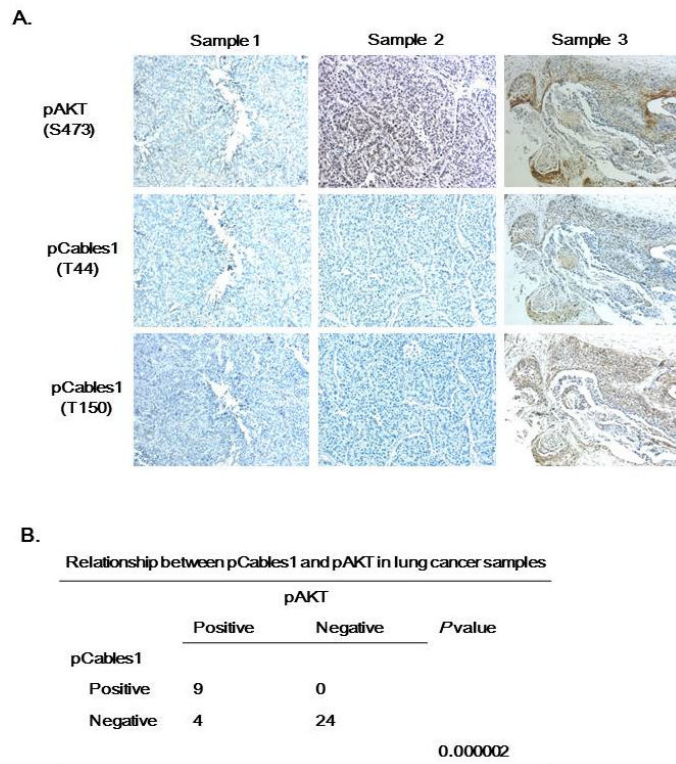 A.
Sample 1 Sample 2 Sample 3
pAKT
(S473)
pCables1
(T44)
pCables1
(T150)
B.
Relationship between pCables1 and pAKT in lung cancer samples
pAKT
Positive Negative P value
pCables1
Positive 9 0
Negative 4 24
0.000002